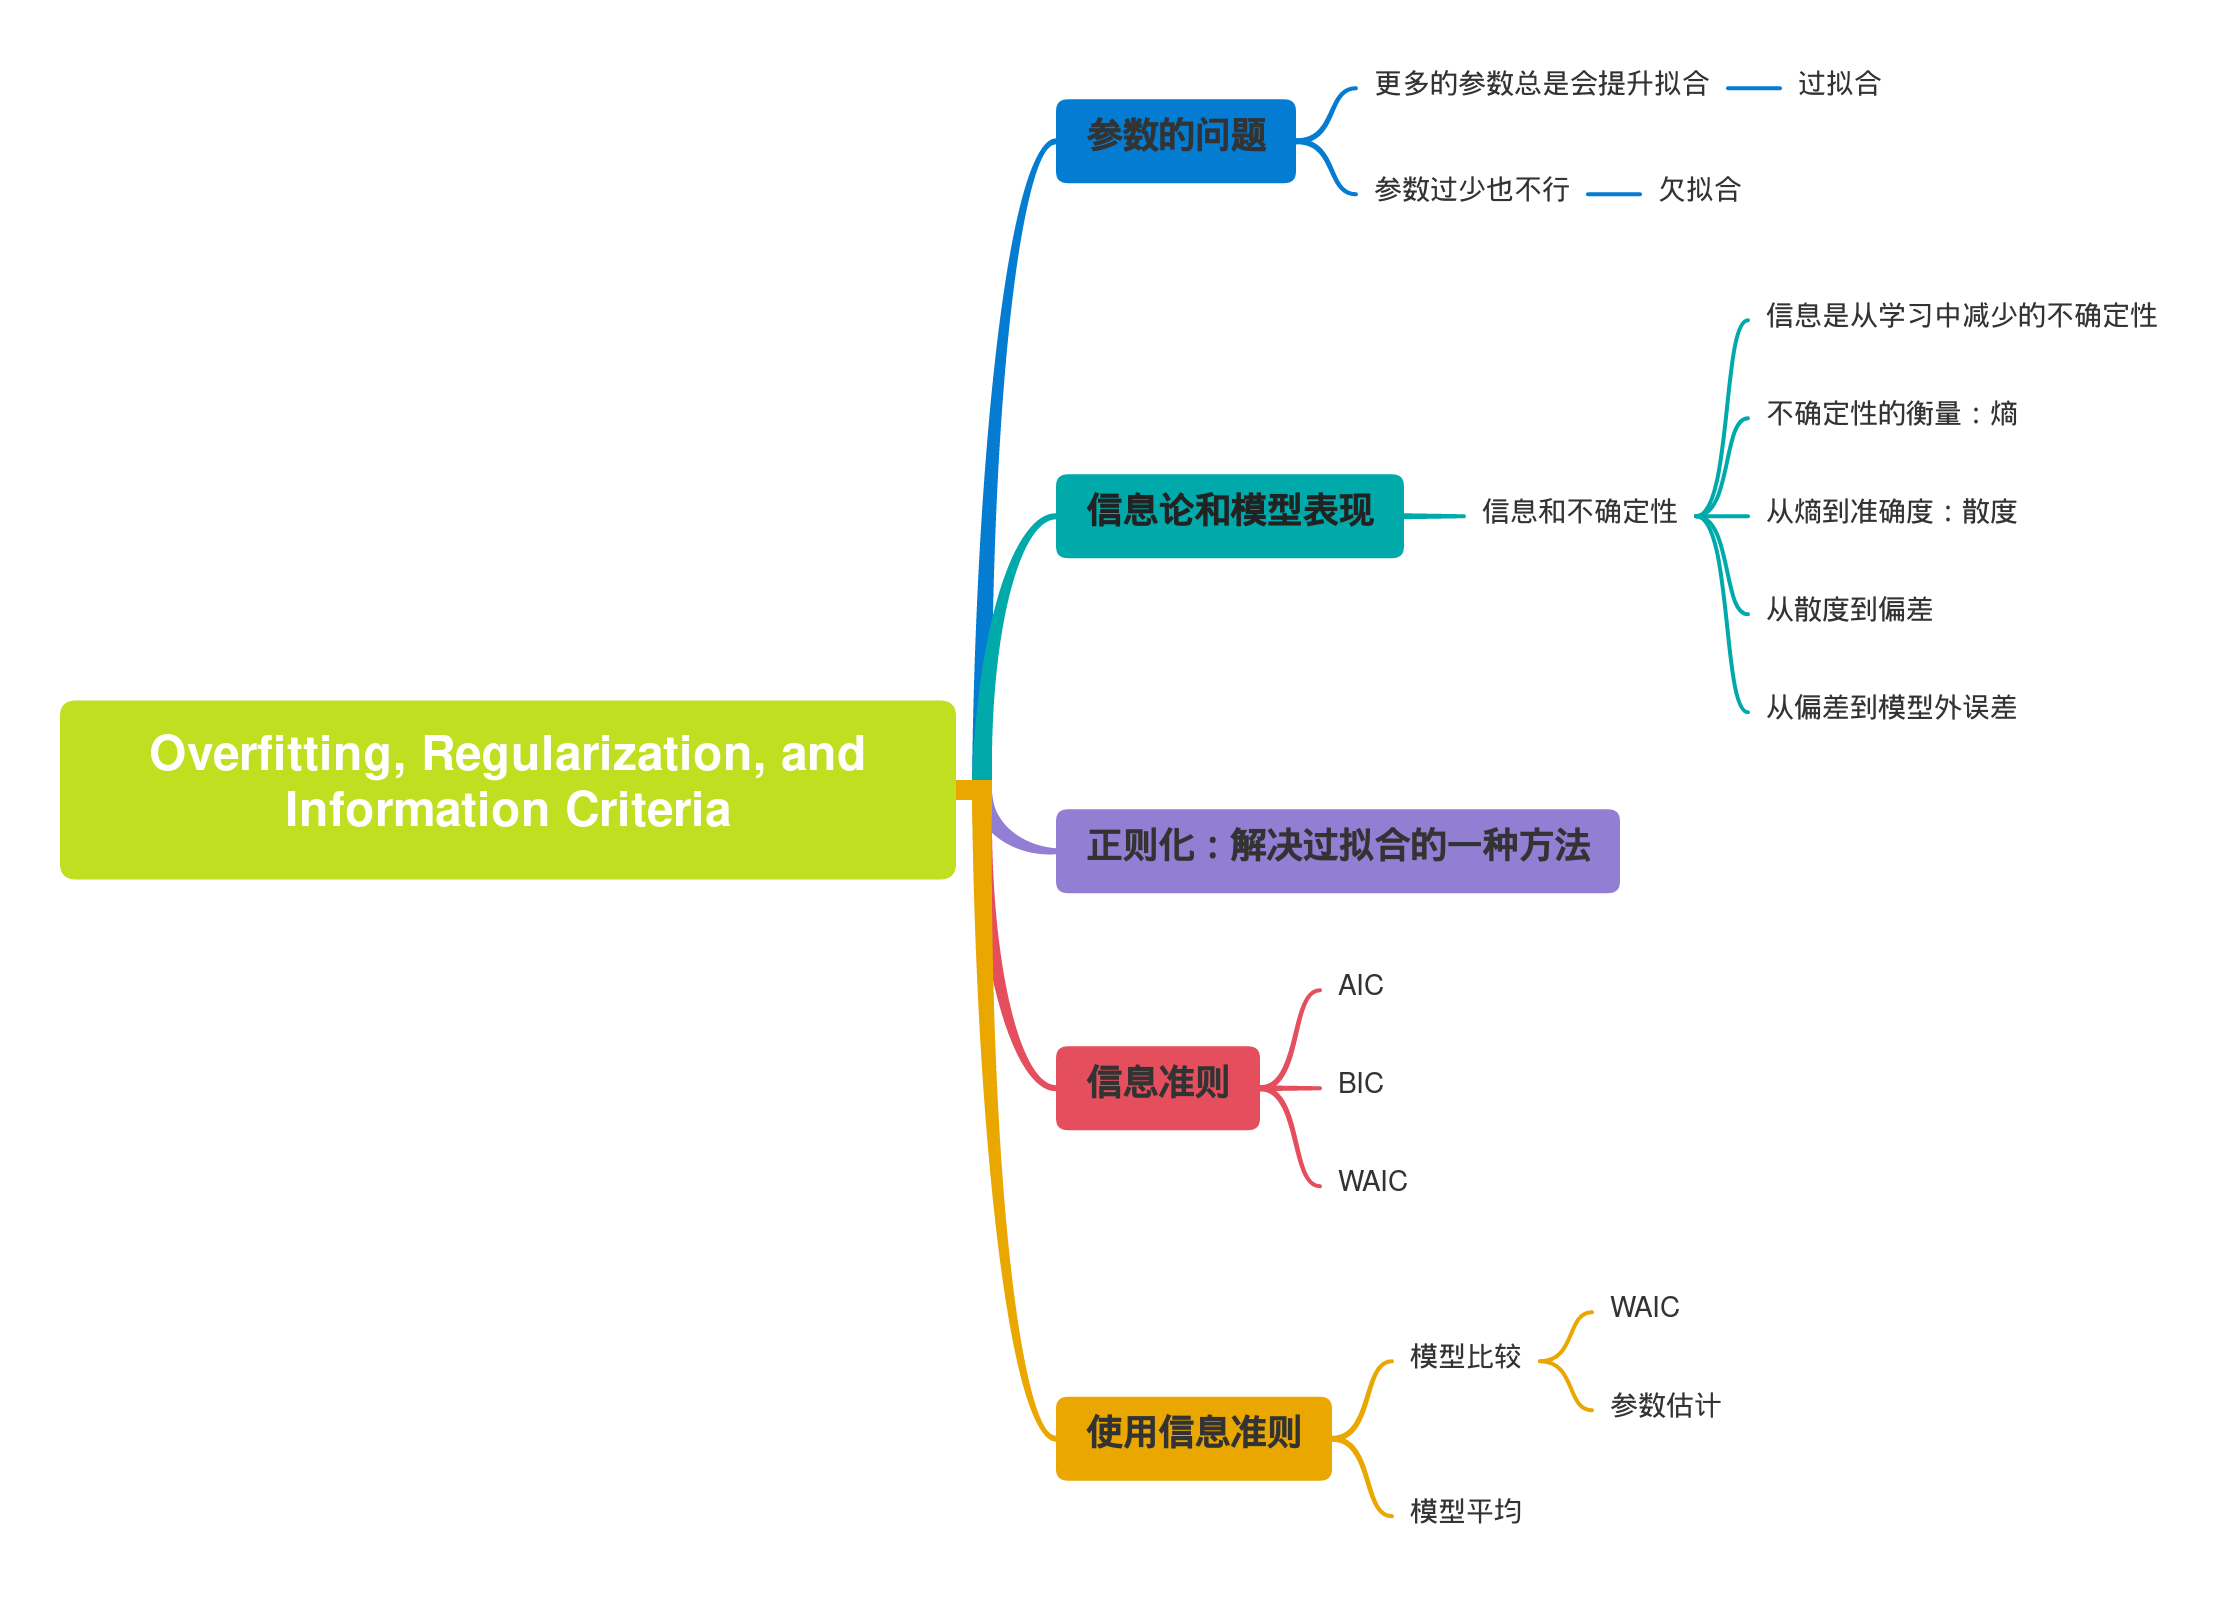 Overfitting, Regularization, and
Information Criteria
参数的问题
更多的参数总是会提升拟合
过拟合
参数过少也不行
欠拟合
信息论和模型表现
信息和不确定性
信息是从学习中减少的不确定性
不确定性的衡量：熵
从熵到准确度：散度
从散度到偏差
从偏差到模型外误差
正则化：解决过拟合的一种方法
信息准则
AIC
BIC
WAIC
使用信息准则
模型比较
WAIC
参数估计
模型平均